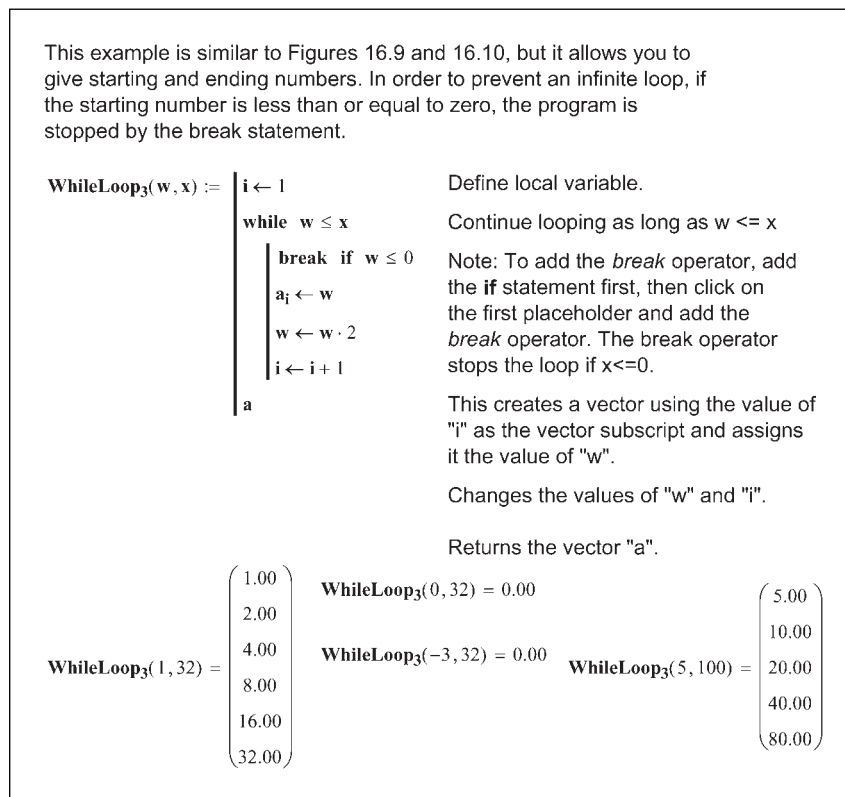 This example is similar to Figures 16.9 and 16.10, but it allows you to
give starting and ending numbers. In order to prevent an infinite loop, if
the starting number is less than or equal to zero, the program is
stopped by the break statement.
WhileLoop₃(w, x) :=
i ← 1
while w ≤ x
break if w ≤ 0
aᵢ ← w
w ← w · 2
i ← i + 1
a
Define local variable.
Continue looping as long as w <= x
Note: To add the break operator, add
the if statement first, then click on
the first placeholder and add the
break operator. The break operator
stops the loop if x<=0.
This creates a vector using the value of
"i" as the vector subscript and assigns
it the value of "w".
Changes the values of "w" and "i".
Returns the vector "a".
WhileLoop₃(1, 32) =
1.00
2.00
4.00
8.00
16.00
32.00
WhileLoop₃(0, 32) = 0.00
WhileLoop₃(−3, 32) = 0.00
WhileLoop₃(5, 100) =
5.00
10.00
20.00
40.00
80.00